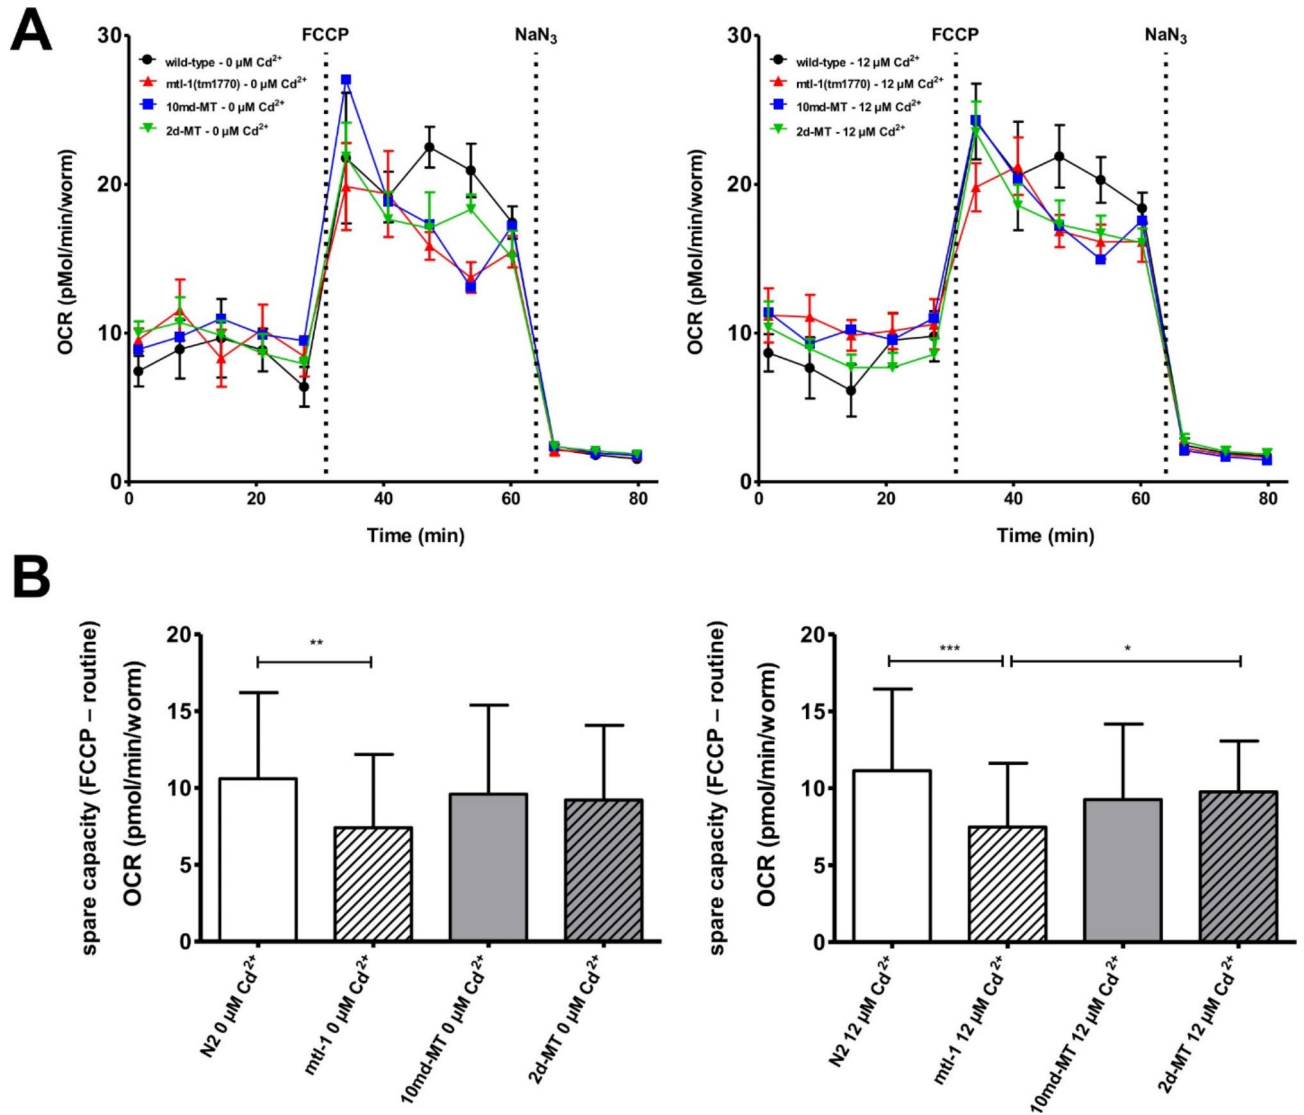 A
30
20
10
0
OCR (pMol/min/worm)
FCCP
NaN₃
wild-type - 0 µM Cd²⁺
mtl-1(tm1770) - 0 µM Cd²⁺
10md-MT - 0 µM Cd²⁺
2d-MT - 0 µM Cd²⁺
0 20 40 60 80
Time (min)
30
20
10
0
OCR (pMol/min/worm)
FCCP
NaN₃
wild-type - 12 µM Cd²⁺
mtl-1(tm1770) - 12 µM Cd²⁺
10md-MT - 12 µM Cd²⁺
2d-MT - 12 µM Cd²⁺
0 20 40 60 80
Time (min)
B
spare capacity (FCCP – routine)
OCR (pmol/min/worm)
20
15
10
5
0
**
N2 0 µM Cd²⁺
mtl-1 0 µM Cd²⁺
10md-MT 0 µM Cd²⁺
2d-MT 0 µM Cd²⁺
spare capacity (FCCP – routine)
OCR (pmol/min/worm)
20
15
10
5
0
***
*
N2 12 µM Cd²⁺
mtl-1 12 µM Cd²⁺
10md-MT 12 µM Cd²⁺
2d-MT 12 µM Cd²⁺